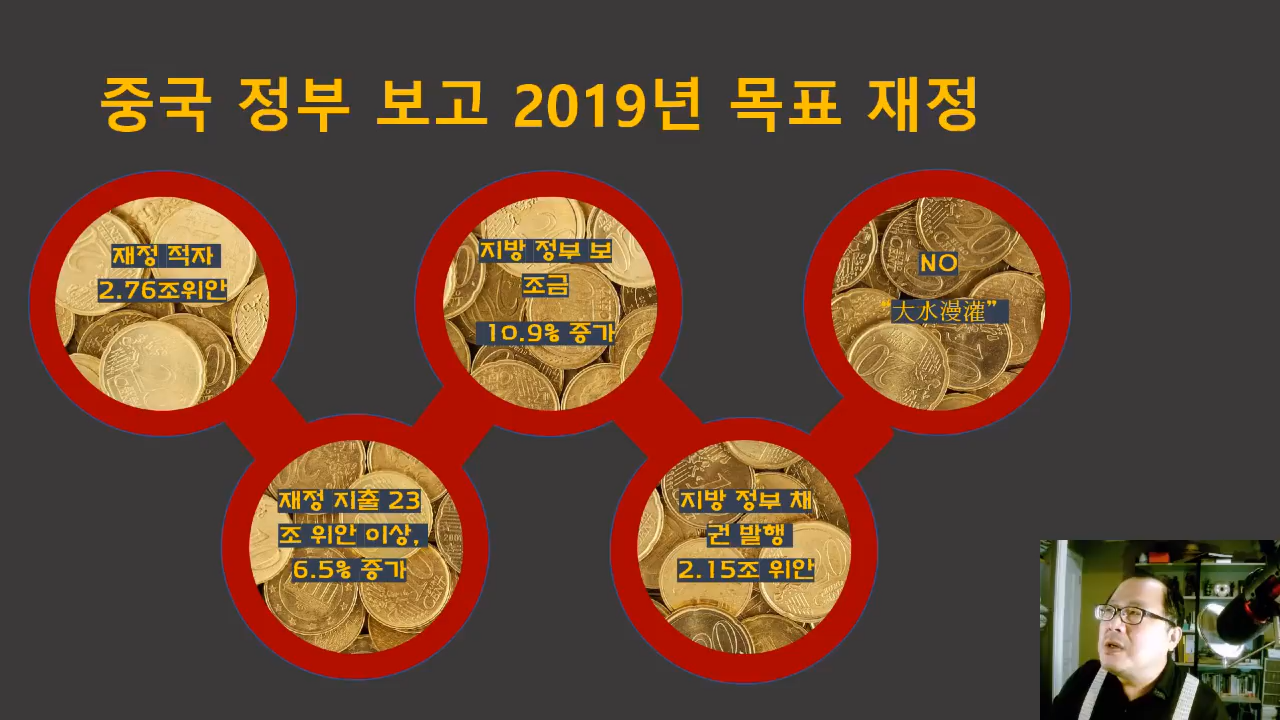 중국 정부 보고 2019년 목표 재정
재정 적자
2.76조위안
재정 지출 23
조 위안 이상,
6.5% 증가
지방 정부 보
조금
10.9% 증가
지방 정부 채
권 발행
2.15조 위안
NO
“大水漫灌”